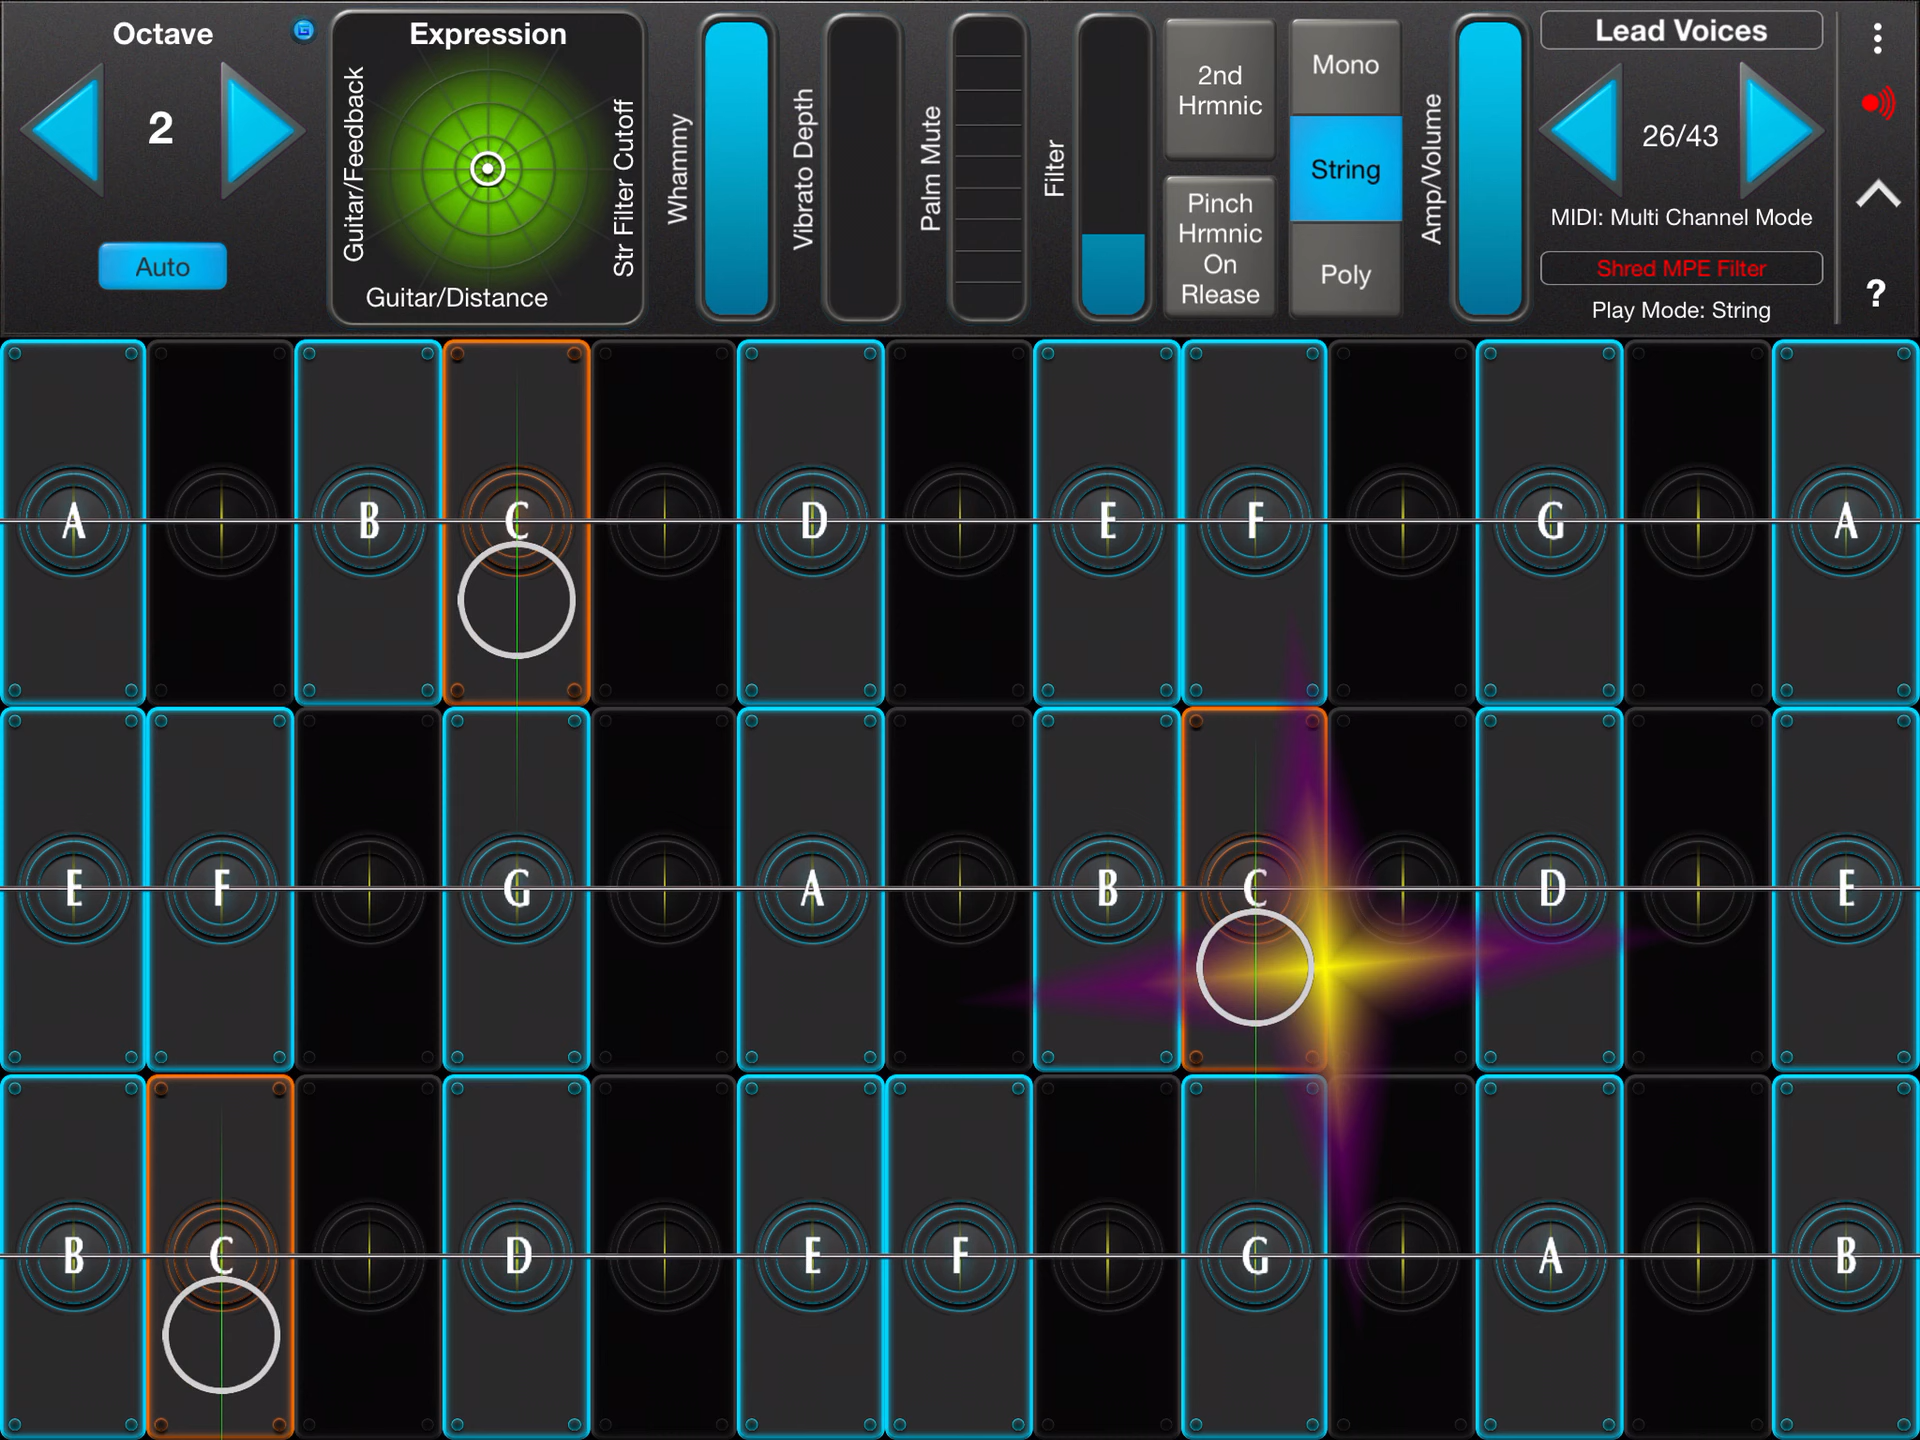 Octave
2
Auto
Expression
Guitar/Feedback
Str Filter Cutoff
Guitar/Distance
Whammy
Vibrato Depth
Palm Mute
Filter
2nd
Hrmnic
Pinch
Hrmnic
On
Rlease
Mono
String
Poly
Amp/Volume
Lead Voices
26/43
MIDI: Multi Channel Mode
Shred MPE Filter
Play Mode: String
?
A B C D E F G A
E F G A B C D E
B C D E F G A B